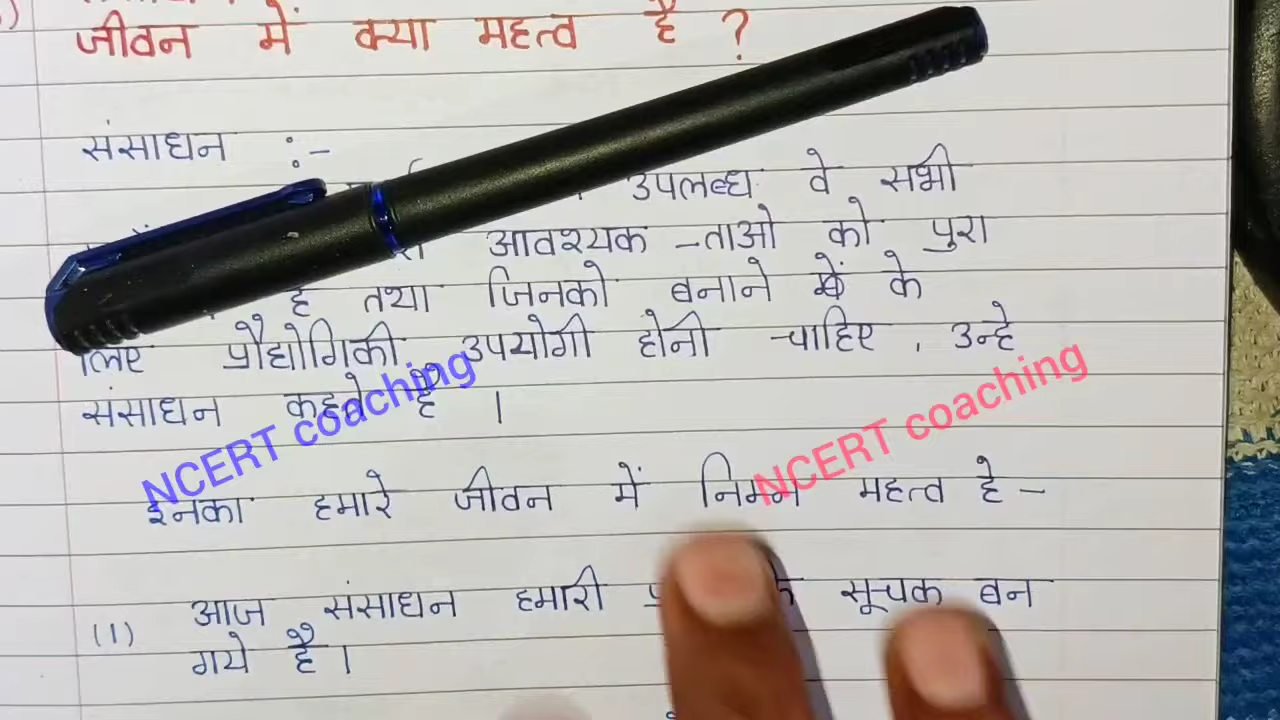 जीवन में क्या महत्व है ?
संसाधन :-
उपलब्ध वे सभी
आवश्यक -ताओ को पुरा
है तथा जिनको बनाने के
लिए प्रौद्योगिकी उपयोगी होनी चाहिए , उन्हे
संसाधन कहते है ।
NCERT coaching
NCERT coaching
इनका हमारे जीवन में निमन महत्व हे -
(1) आज संसाधन हमारी सूचक बन
गये है ।